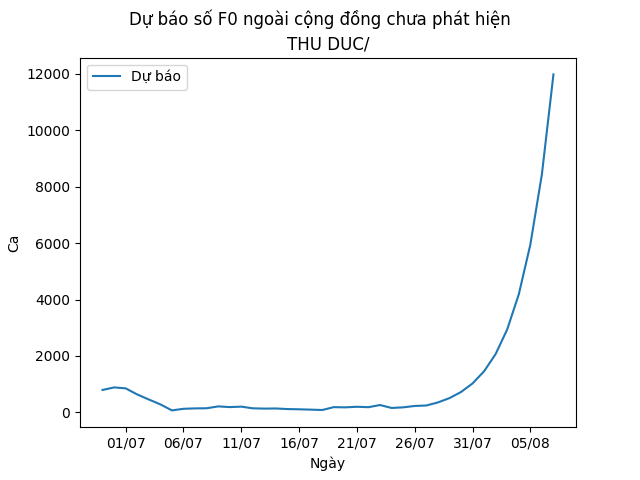 Dự báo số F0 ngoài cộng đồng chưa phát hiện
THU DUC/
Dự báo
12000
10000
8000
6000
4000
2000
0
Ca
01/07 06/07 11/07 16/07 21/07 26/07 31/07 05/08
Ngày